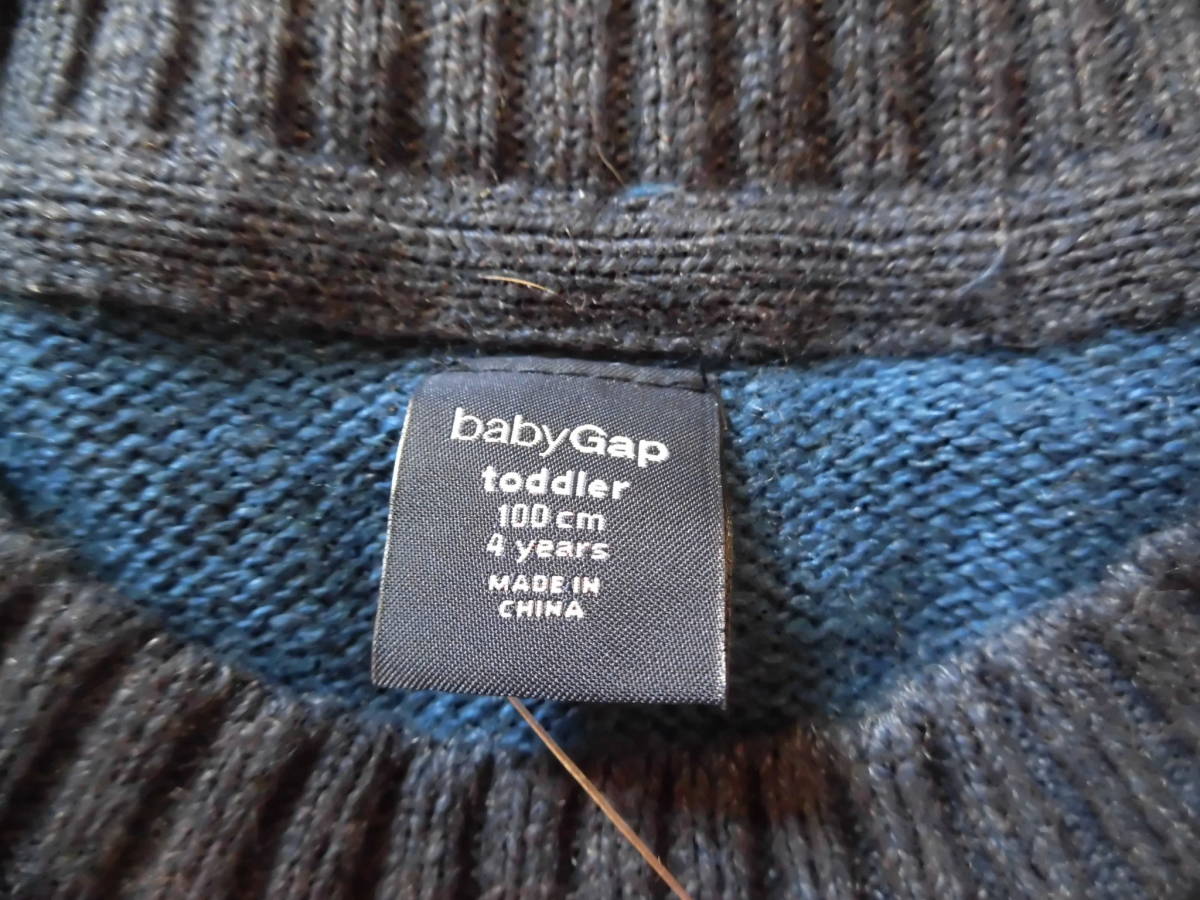 babyGap
toddler
100 cm
4 years
MADE IN
CHINA